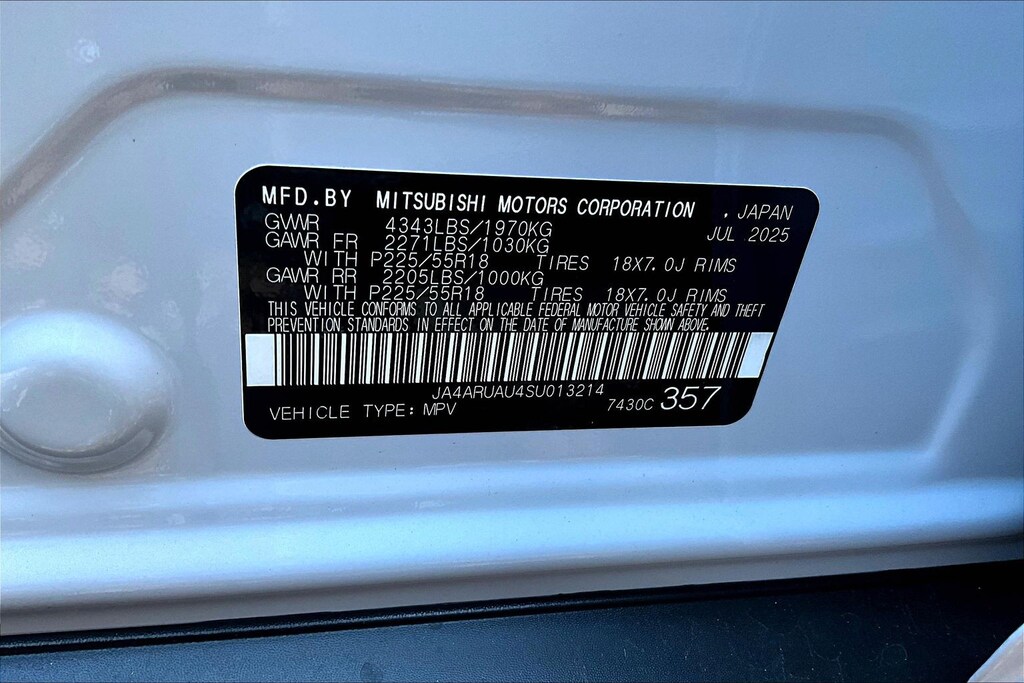 MFD.BY MITSUBISHI MOTORS CORPORATION . JAPAN
GVWR 4343LBS/1970KG JUL 2025
GAWR FR 2271LBS/1030KG
WITH P225/55R18 TIRES 18X7.0J RIMS
GAWR RR 2205LBS/1000KG
WITH P225/55R18 TIRES 18X7.0J RIMS
THIS VEHICLE CONFORMS TO ALL APPLICABLE FEDERAL MOTOR VEHICLE SAFETY AND THEFT
PREVENTION STANDARDS IN EFFECT ON THE DATE OF MANUFACTURE SHOWN ABOVE.
JA4ARUAU4SU013214
VEHICLE TYPE: MPV 7430C 357